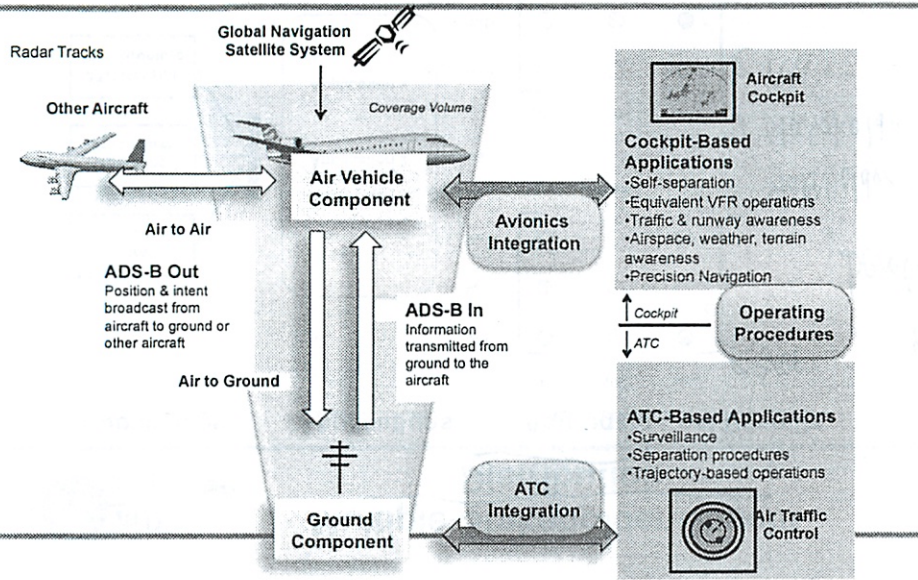 Radar Tracks
Global Navigation
Satellite System
Other Aircraft
Coverage Volume
Air Vehicle
Component
Air to Air
ADS-B Out
Position & intent
broadcast from
aircraft to ground or
other aircraft
ADS-B In
Information
transmitted from
ground to the
aircraft
Air to Ground
Ground
Component
Avionics
Integration
ATC
Integration
Aircraft
Cockpit
Cockpit-Based
Applications
•Self-separation
•Equivalent VFR operations
•Traffic & runway awareness
•Airspace, weather, terrain
awareness
•Precision Navigation
Cockpit
ATC
Operating
Procedures
ATC-Based Applications
•Surveillance
•Separation procedures
•Trajectory-based operations
Air Traffic
Control